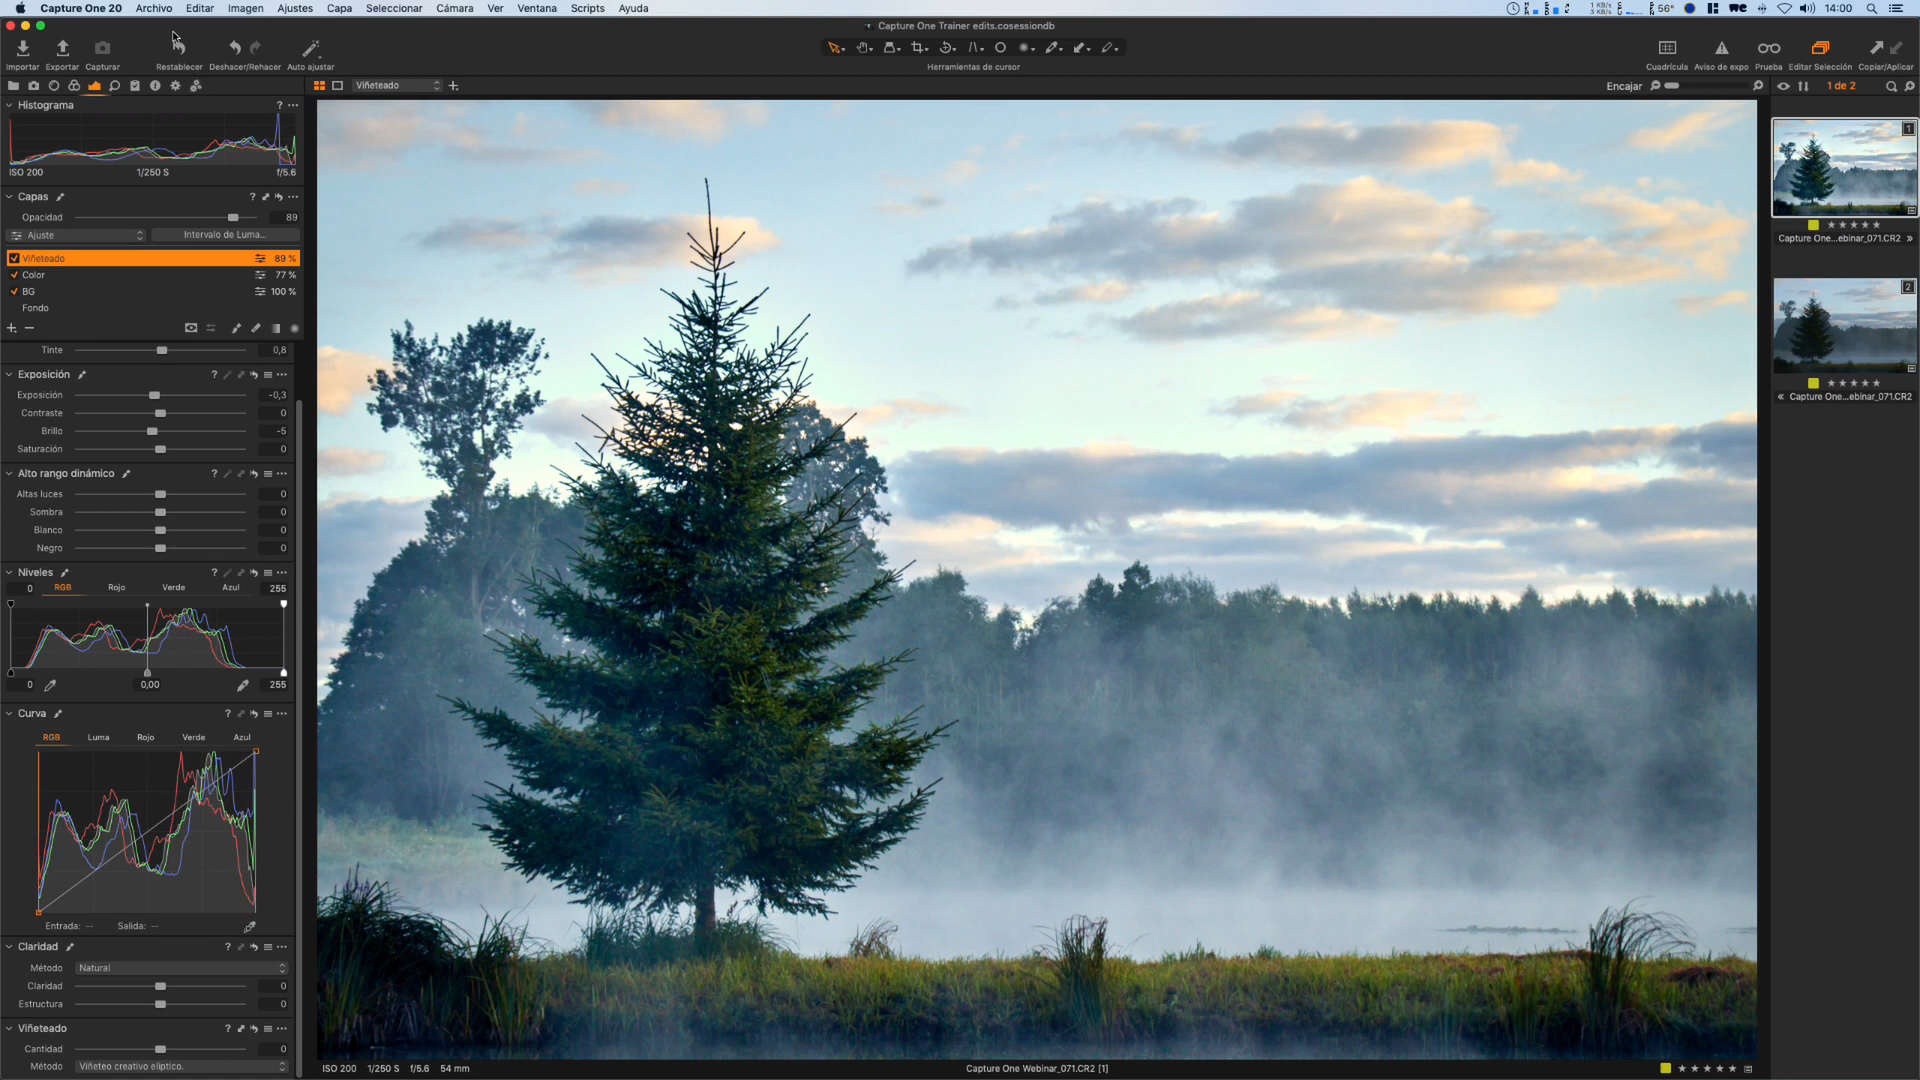 Capture One 20 Archivo Editar Imagen Ajustes Capa Seleccionar Cámara Ver Ventana Scripts Ayuda
1 KB/s
3 KB/s
56° 14:00
Capture One Trainer edits.cosessiondb
Importar Exportar Capturar Restablecer Deshacer/Rehacer Auto ajustar Herramientas de cursor Cuadrícula Aviso de expo Prueba Editar Selección Copiar/Aplicar
Viñeteado
Encajar
1 de 2
Histograma ?
ISO 200 1/250 S f/5.6
Capas ?
Opacidad 89
Ajuste Intervalo de Luma...
Viñeteado 89 %
Color 77 %
BG 100 %
Fondo
Tinte 0,8
Exposición ?
Exposición -0,3
Contraste 0
Brillo -5
Saturación 0
Alto rango dinámico ?
Altas luces 0
Sombra 0
Blanco 0
Negro 0
Niveles ?
0 RGB Rojo Verde Azul 255
0 0,00 255
Curva ?
RGB Luma Rojo Verde Azul
Entrada: -- Salida: --
Claridad ?
Método Natural
Claridad 0
Estructura 0
Viñeteado ?
Cantidad 0
Método Viñeteo creativo elíptico.
ISO 200 1/250 S f/5.6 54 mm
Capture One Webinar_071.CR2 [1]
1
Capture One...ebinar_071.CR2 »
2
« Capture One...ebinar_071.CR2